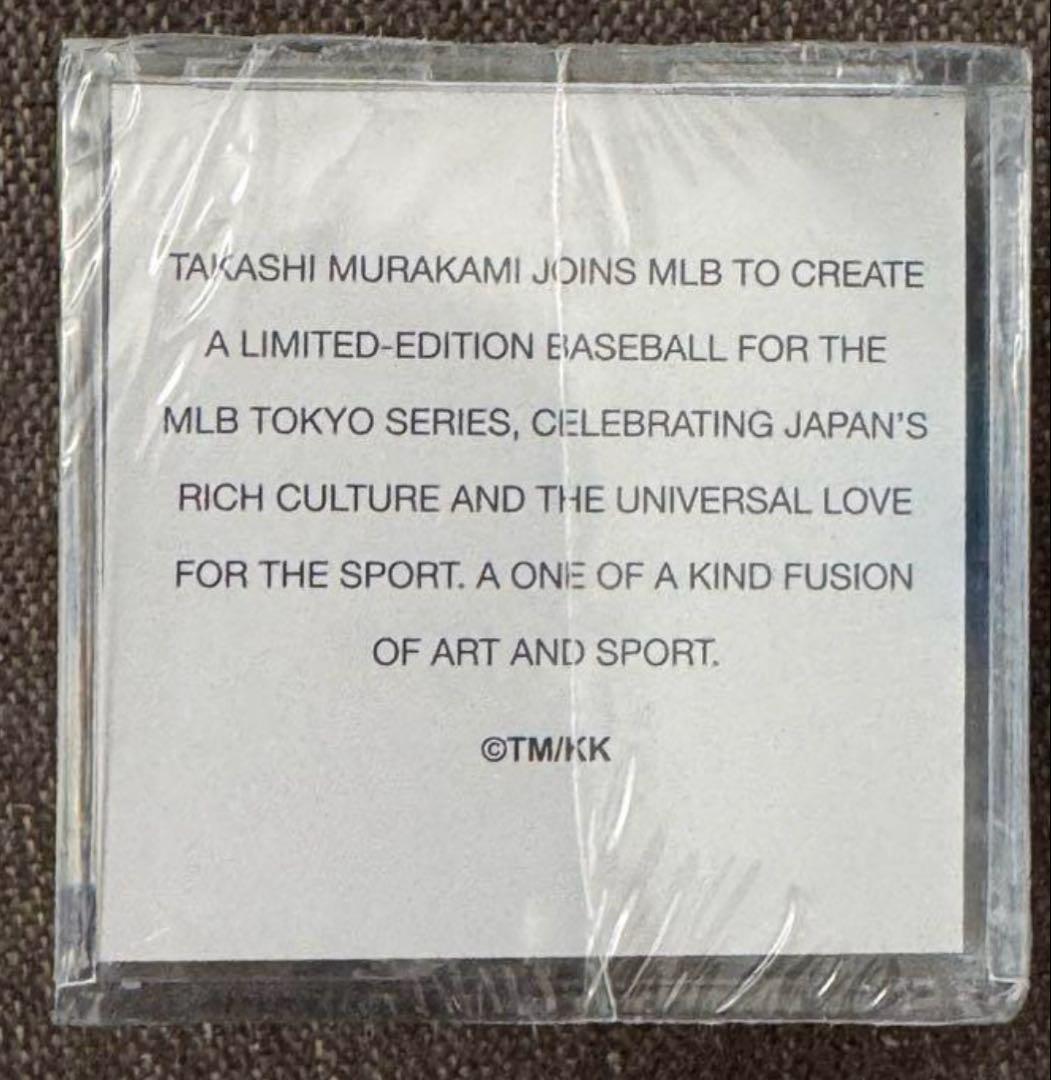 TAKASHI MURAKAMI JOINS MLB TO CREATE
A LIMITED-EDITION BASEBALL FOR THE
MLB TOKYO SERIES, CELEBRATING JAPAN'S
RICH CULTURE AND THE UNIVERSAL LOVE
FOR THE SPORT. A ONE OF A KIND FUSION
OF ART AND SPORT.
©TM/KK